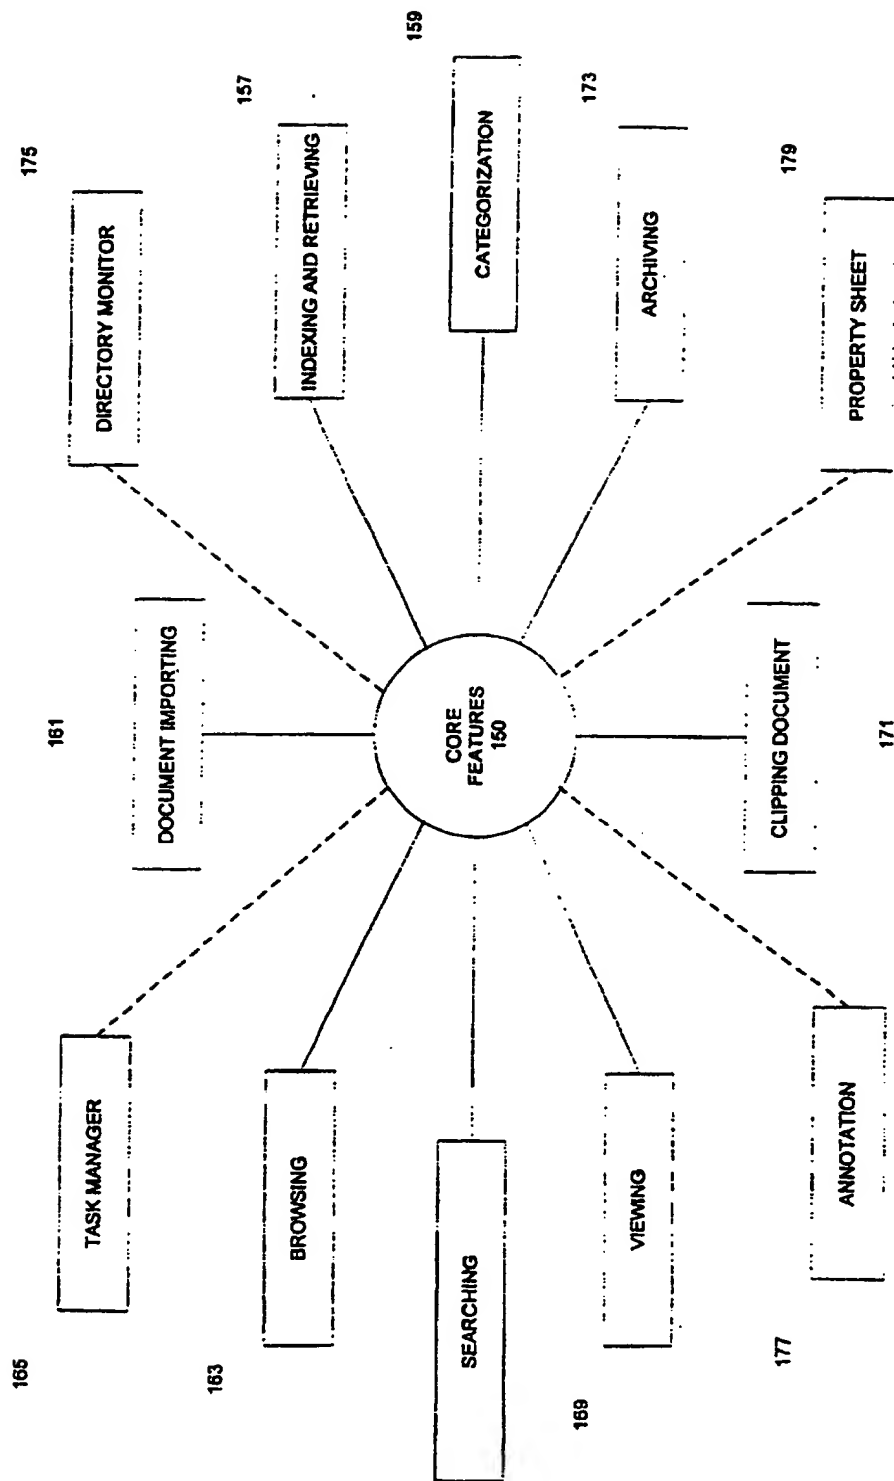 165
161
175
TASK MANAGER
DOCUMENT IMPORTING
DIRECTORY MONITOR
163
157
BROWSING
INDEXING AND RETRIEVING
159
SEARCHING
CORE
FEATURES
150
CATEGORIZATION
169
173
VIEWING
ARCHIVING
177
179
ANNOTATION
CLIPPING DOCUMENT
PROPERTY SHEET
171